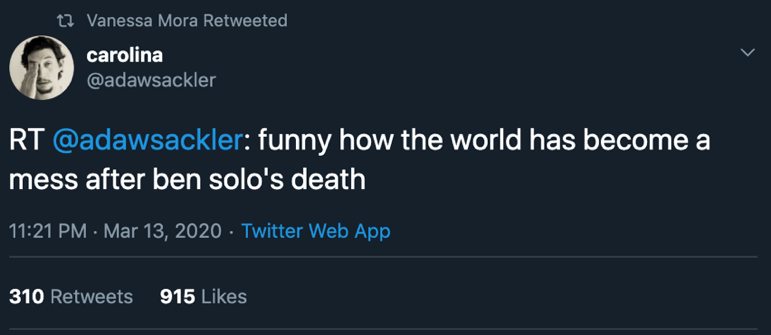 Vanessa Mora Retweeted
carolina
@adawsackler
RT @adawsackler: funny how the world has become a
mess after ben solo's death
11:21 PM · Mar 13, 2020 · Twitter Web App
310 Retweets 915 Likes